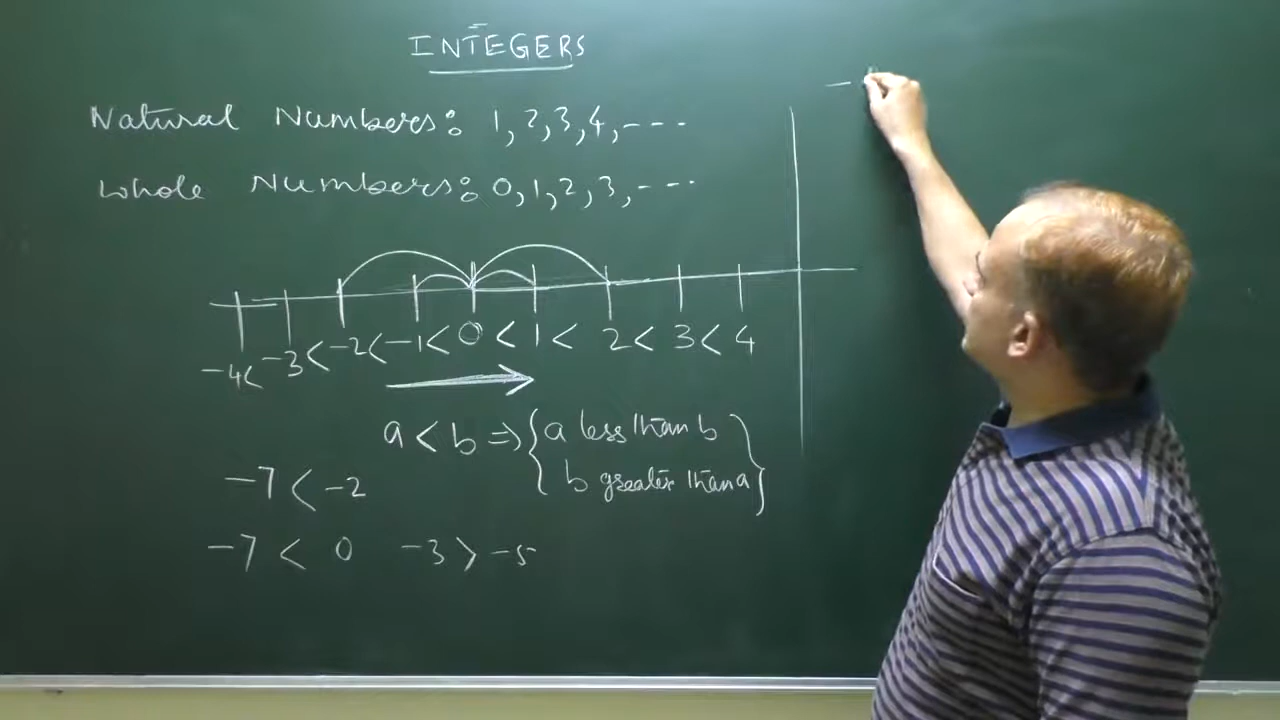 INTEGERS
Natural Numbers: 1, 2, 3, 4, ---
Whole Numbers: 0, 1, 2, 3, ---
-4 < -3 < -2 < -1 < 0 < 1 < 2 < 3 < 4
a < b => { a less than b
b greater than a }
-7 < -2
-7 < 0 -3 > -5
-